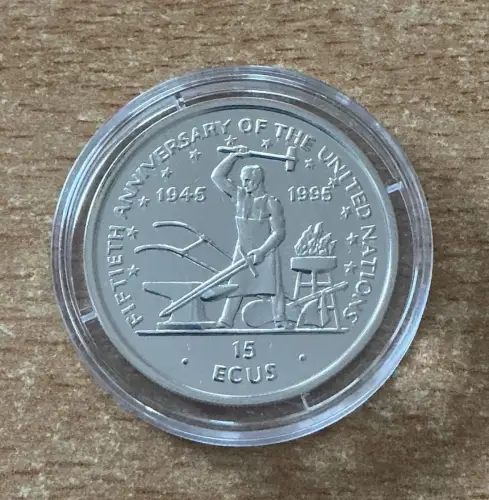 FIFTIETH ANNIVERSARY OF THE UNITED NATIONS
1945 1995
15
ECUS